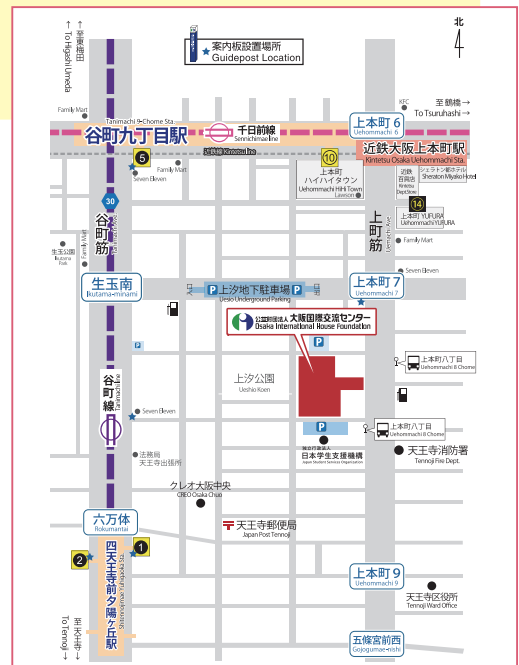 北
4
案内板設置場所
Guidepost Location
至東梅田→
To Higashi Umeda
Family Mart
Tanimachi 9-Chome Sta.
谷町九丁目駅
千日前線
Sennichimaeline
上本町 6
Uehommachi 6
KFC
至 鶴橋 →
To Tsuruhashi →
近鉄線 Kintetsuline
近鉄大阪上本町駅
Kintetsu Osaka Uehommachi Sta.
5
Family Mart
Seven Eleven
10
上本町
ハイハイタウン
Uehommachi HiHi Town
Lawson
近鉄
百貨店
Kintetsu
Dept.Store
シェラトン都ホテル
Sheraton Miyako Hotel
14
上本町 YUFURA
Uehommachi YUFURA
30
谷町筋
上町筋
Uemachi Ave
Family Mart
生玉公園
Ikutama
Park
Family Mart
Seven Eleven
生玉南
Ikutama-minami
入口
P 上汐地下駐車場 P
Uesio Underground Parking
出口
上本町 7
Uehommachi 7
公益財団法人 大阪国際交流センター
Osaka International House Foundation
P
P
上本町八丁目
Uehommachi 8 Chome
谷町線
Tanimachiline
上汐公園
Ueshio Koen
Seven Eleven
P
上本町八丁目
Uehommachi 8 Chome
独立行政法人
日本学生支援機構
Japan Student Services Organization
天王寺消防署
Tennoji Fire Dept.
法務局
天王寺出張所
クレオ大阪中央
CREO Osaka Chuo
六万体
Rokumantai
天王寺郵便局
Japan Post Tennoji
2
1
四天王寺前夕陽ヶ丘駅
上本町 9
Uehommachi 9
天王寺区役所
Tennoji Ward Office
至 天王寺→
To Tennoji →
五條宮前西
Gojogumae-nishi